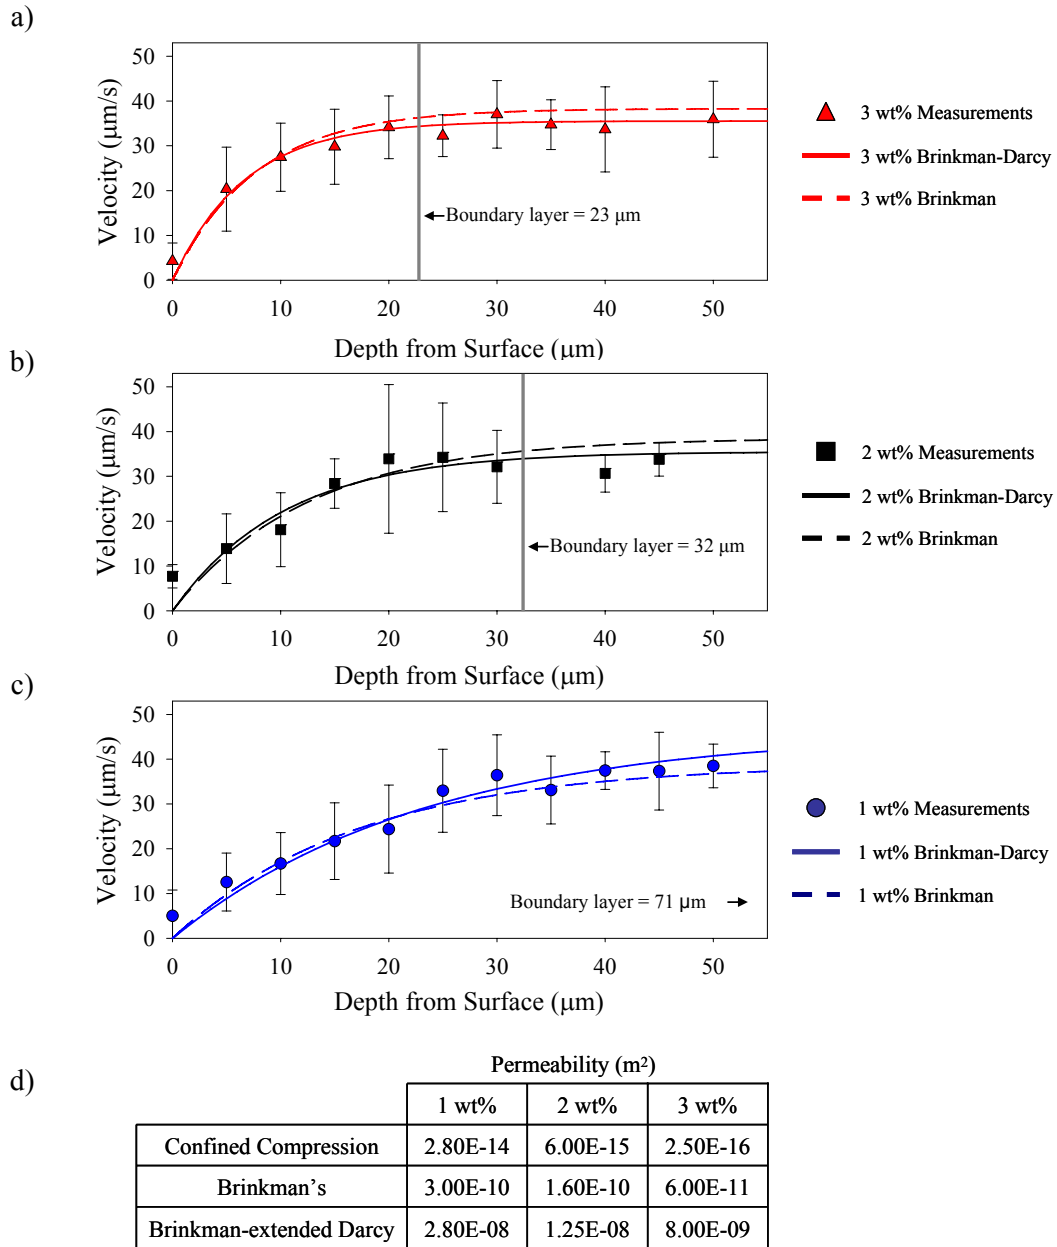 a)
50
40
30
20
10
0
Velocity (μm/s)
←Boundary layer = 23 μm
0 10 20 30 40 50
Depth from Surface (μm)
3 wt% Measurements
3 wt% Brinkman-Darcy
3 wt% Brinkman
b)
50
40
30
20
10
0
Velocity (μm/s)
←Boundary layer = 32 μm
0 10 20 30 40 50
Depth from Surface (μm)
2 wt% Measurements
2 wt% Brinkman-Darcy
2 wt% Brinkman
c)
50
40
30
20
10
0
Velocity (μm/s)
Boundary layer = 71 μm →
0 10 20 30 40 50
Depth from Surface (μm)
1 wt% Measurements
1 wt% Brinkman-Darcy
1 wt% Brinkman
d)
Permeability (m²)
1 wt% 2 wt% 3 wt%
Confined Compression 2.80E-14 6.00E-15 2.50E-16
Brinkman's 3.00E-10 1.60E-10 6.00E-11
Brinkman-extended Darcy 2.80E-08 1.25E-08 8.00E-09